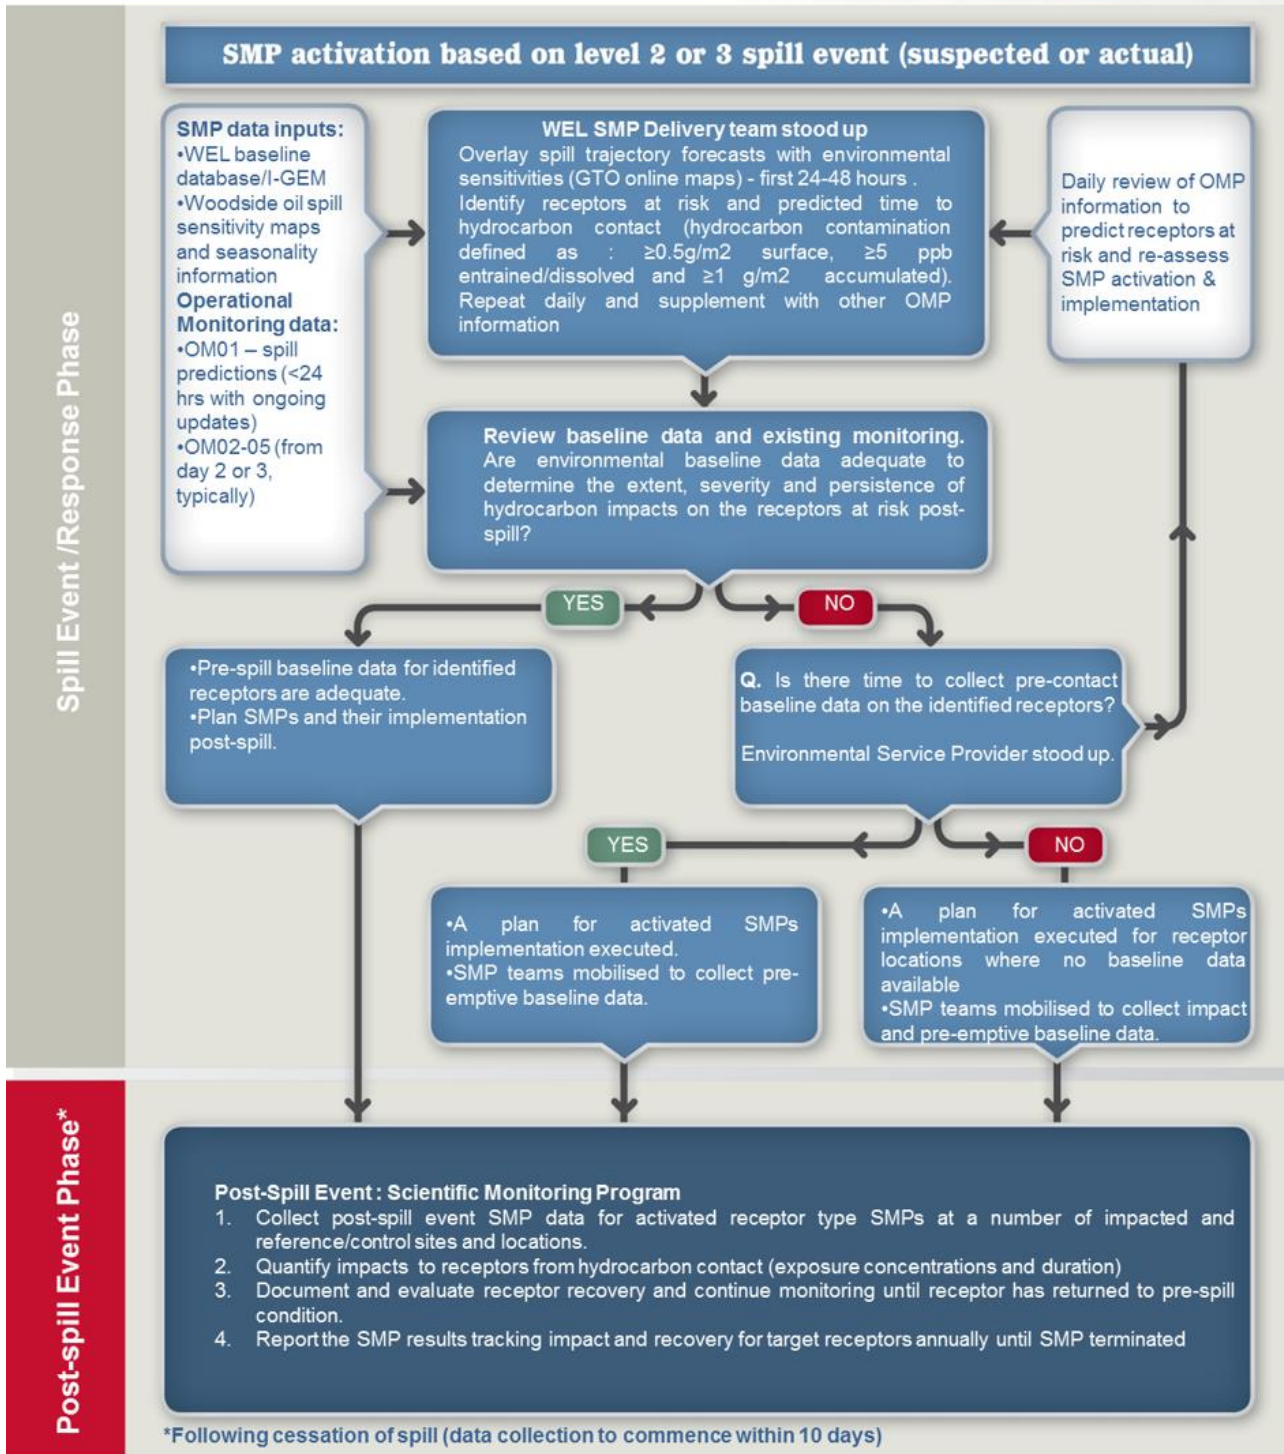 SMP activation based on level 2 or 3 spill event (suspected or actual)
Spill Event /Response Phase
SMP data inputs:
•WEL baseline
database/I-GEM
•Woodside oil spill
sensitivity maps
and seasonality
information
Operational
Monitoring data:
•OM01 – spill
predictions (<24
hrs with ongoing
updates)
•OM02-05 (from
day 2 or 3,
typically)
WEL SMP Delivery team stood up
Overlay spill trajectory forecasts with environmental
sensitivities (GTO online maps) - first 24-48 hours .
Identify receptors at risk and predicted time to
hydrocarbon contact (hydrocarbon contamination
defined as : ≥0.5g/m2 surface, ≥5 ppb
entrained/dissolved and ≥1 g/m2 accumulated).
Repeat daily and supplement with other OMP
information
Daily review of OMP
information to
predict receptors at
risk and re-assess
SMP activation &
implementation
Review baseline data and existing monitoring.
Are environmental baseline data adequate to
determine the extent, severity and persistence of
hydrocarbon impacts on the receptors at risk post-
spill?
YES
NO
•Pre-spill baseline data for identified
receptors are adequate.
•Plan SMPs and their implementation
post-spill.
Q. Is there time to collect pre-contact
baseline data on the identified receptors?
Environmental Service Provider stood up.
YES
NO
•A plan for activated SMPs
implementation executed.
•SMP teams mobilised to collect pre-
emptive baseline data.
•A plan for activated SMPs
implementation executed for receptor
locations where no baseline data
available
•SMP teams mobilised to collect impact
and pre-emptive baseline data.
Post-spill Event Phase*
Post-Spill Event : Scientific Monitoring Program
1. Collect post-spill event SMP data for activated receptor type SMPs at a number of impacted and
reference/control sites and locations.
2. Quantify impacts to receptors from hydrocarbon contact (exposure concentrations and duration)
3. Document and evaluate receptor recovery and continue monitoring until receptor has returned to pre-spill
condition.
4. Report the SMP results tracking impact and recovery for target receptors annually until SMP terminated
*Following cessation of spill (data collection to commence within 10 days)